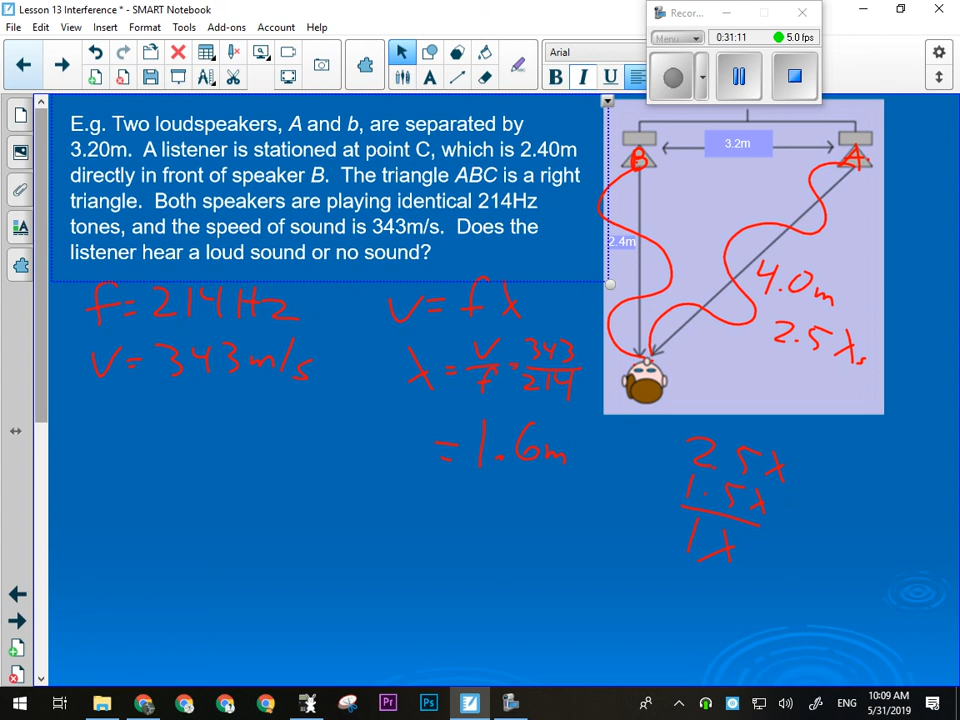 Lesson 13 Interference * - SMART Notebook
File Edit View Insert Format Tools Add-ons Help
Recor...
Menu
0:31:11
5.0 fps
Arial
B I U
E.g. Two loudspeakers, A and b, are separated by
3.20m. A listener is stationed at point C, which is 2.40m
directly in front of speaker B. The triangle ABC is a right
triangle. Both speakers are playing identical 214Hz
tones, and the speed of sound is 343m/s. Does the
listener hear a loud sound or no sound?
3.2m
B
A
2.4m
4.0m
2.5 λs
f = 214 Hz
v = 343 m/s
v = f λ
λ = v/f = 343/214
= 1.6m
2.5λ
1.5λ
1λ
Pr
Ps
ENG
10:09 AM
5/31/2019